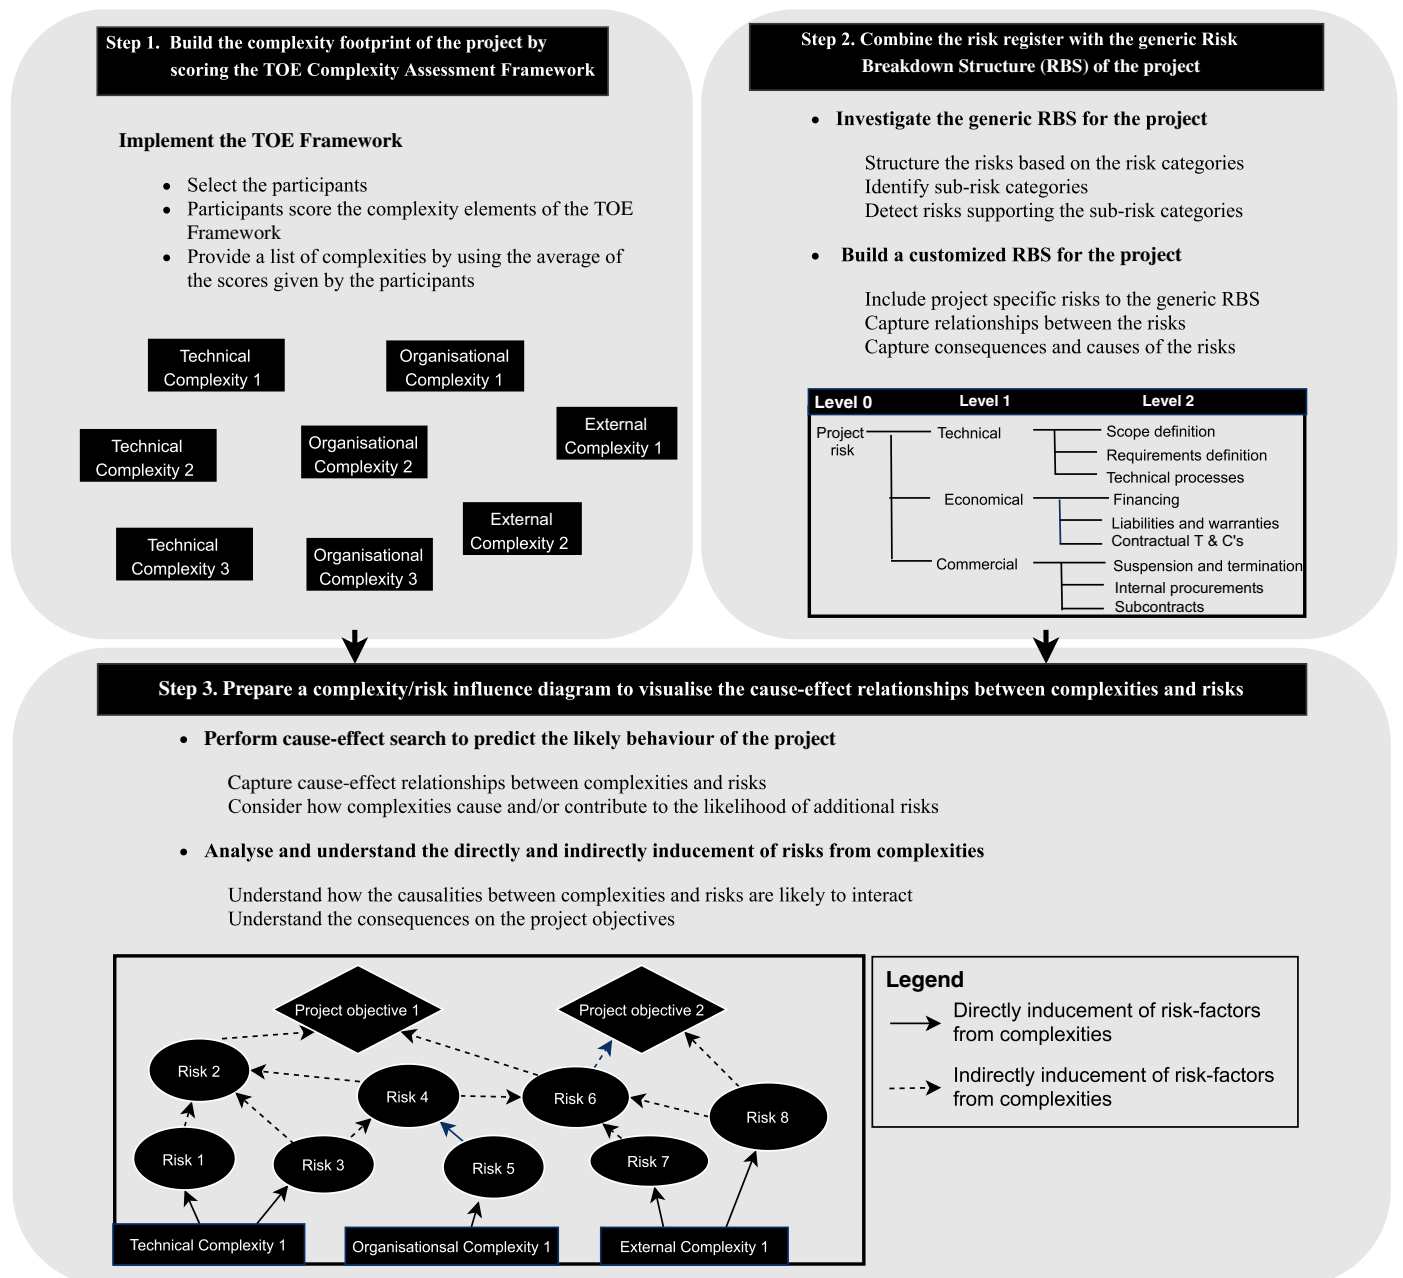 Step 1. Build the complexity footprint of the project by
scoring the TOE Complexity Assessment Framework
Implement the TOE Framework
• Select the participants
• Participants score the complexity elements of the TOE
Framework
• Provide a list of complexities by using the average of
the scores given by the participants
Technical
Complexity 1
Organisational
Complexity 1
External
Complexity 1
Technical
Complexity 2
Organisational
Complexity 2
External
Complexity 2
Technical
Complexity 3
Organisational
Complexity 3
Step 2. Combine the risk register with the generic Risk
Breakdown Structure (RBS) of the project
• Investigate the generic RBS for the project
Structure the risks based on the risk categories
Identify sub-risk categories
Detect risks supporting the sub-risk categories
• Build a customized RBS for the project
Include project specific risks to the generic RBS
Capture relationships between the risks
Capture consequences and causes of the risks
Level 0 Level 1 Level 2
Project
risk
Technical
Scope definition
Requirements definition
Technical processes
Economical
Financing
Liabilities and warranties
Contractual T & C's
Commercial
Suspension and termination
Internal procurements
Subcontracts
Step 3. Prepare a complexity/risk influence diagram to visualise the cause-effect relationships between complexities and risks
• Perform cause-effect search to predict the likely behaviour of the project
Capture cause-effect relationships between complexities and risks
Consider how complexities cause and/or contribute to the likelihood of additional risks
• Analyse and understand the directly and indirectly inducement of risks from complexities
Understand how the causalities between complexities and risks are likely to interact
Understand the consequences on the project objectives
Project objective 1
Project objective 2
Risk 2
Risk 4
Risk 6
Risk 8
Risk 1
Risk 3
Risk 5
Risk 7
Technical Complexity 1
Organisationsal Complexity 1
External Complexity 1
Legend
Directly inducement of risk-factors
from complexities
Indirectly inducement of risk-factors
from complexities